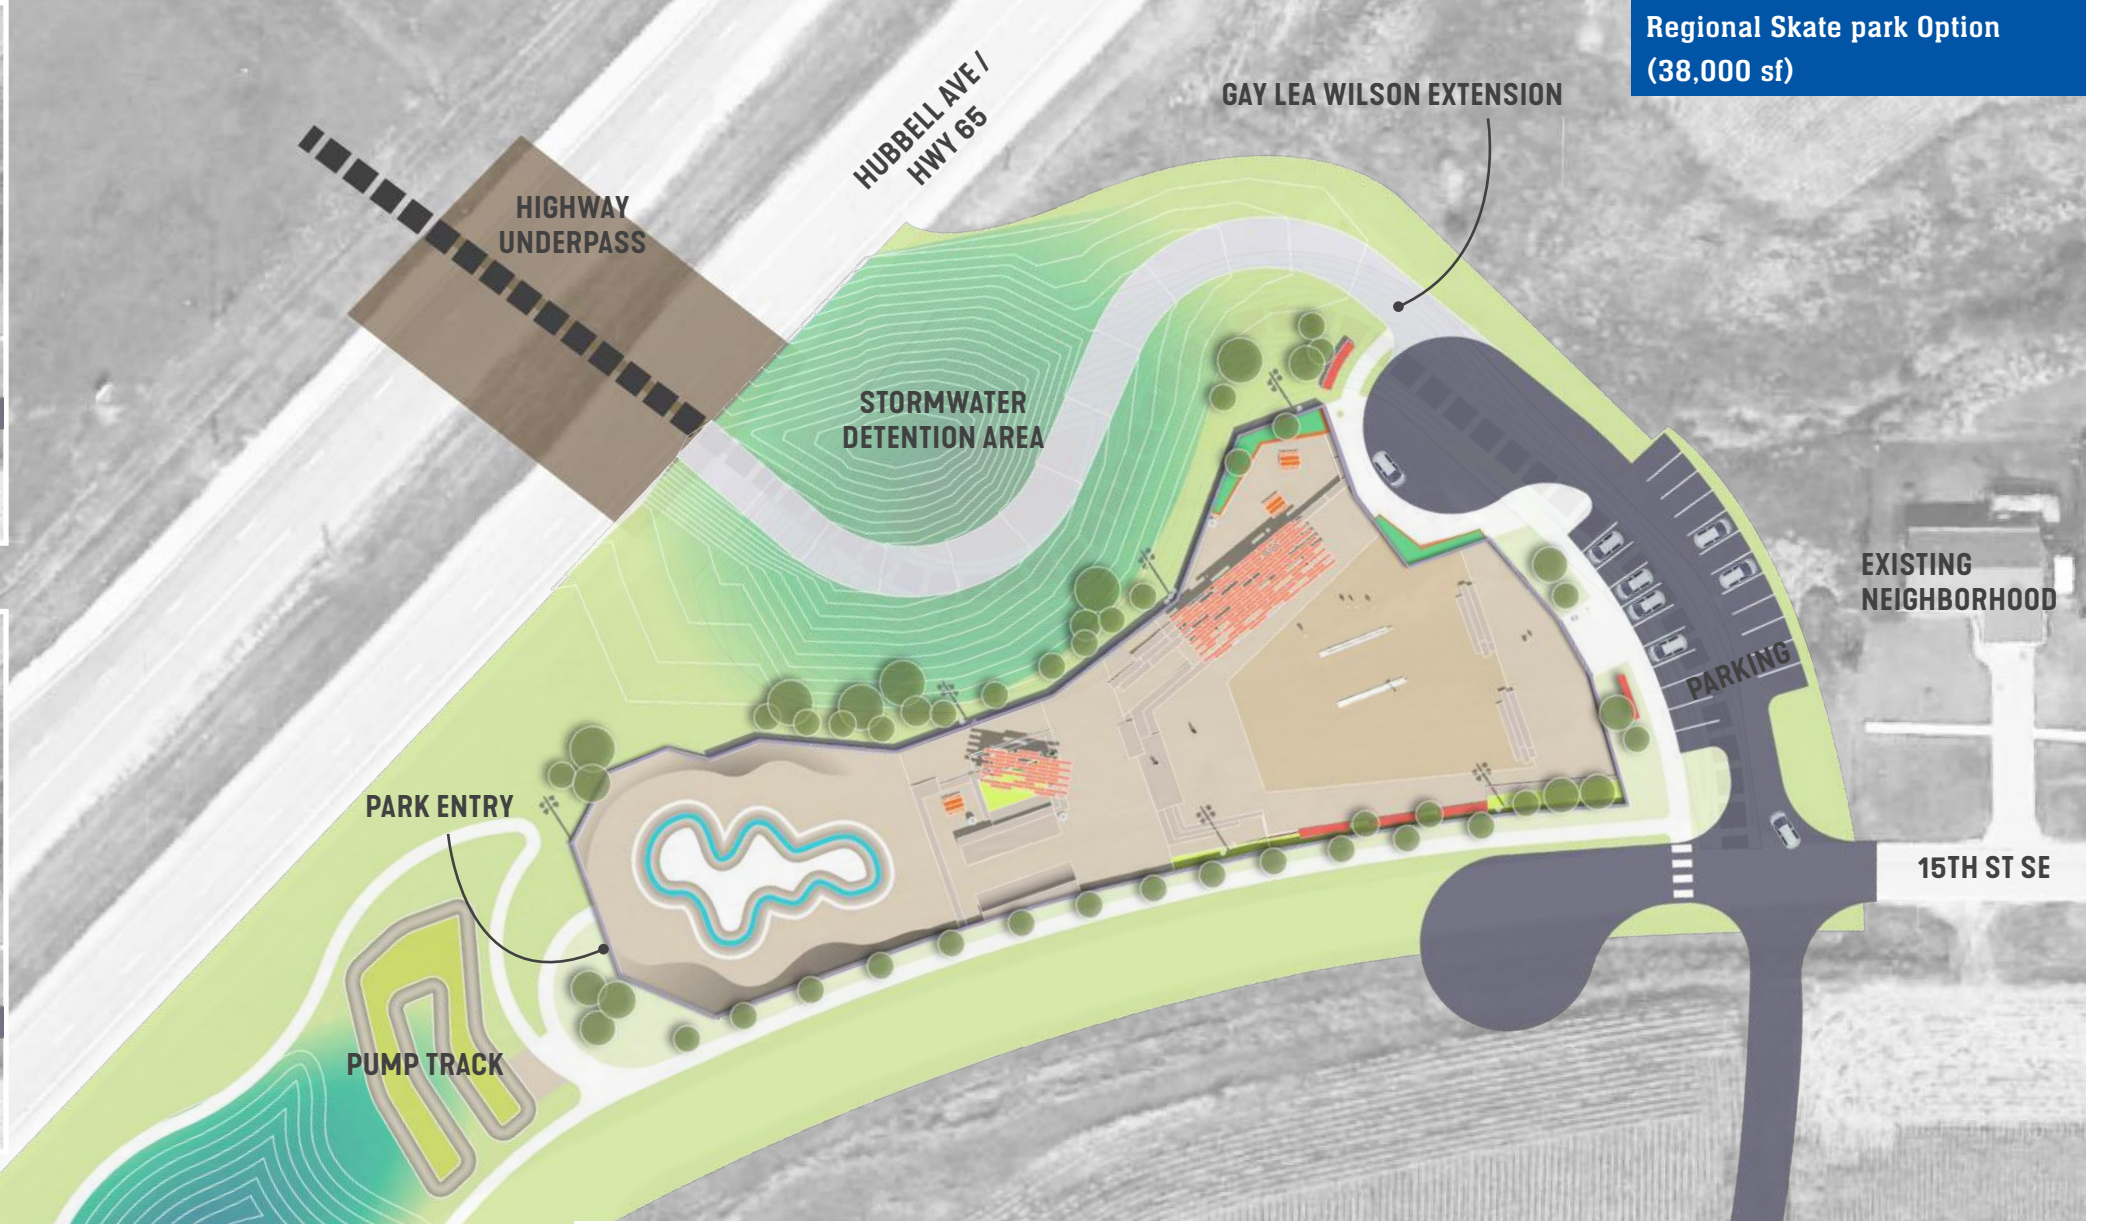 Regional Skate park Option
(38,000 sf)
GAY LEA WILSON EXTENSION
HUBBELL AVE /
HWY 65
HIGHWAY
UNDERPASS
STORMWATER
DETENTION AREA
EXISTING
NEIGHBORHOOD
PARKING
PARK ENTRY
15TH ST SE
PUMP TRACK